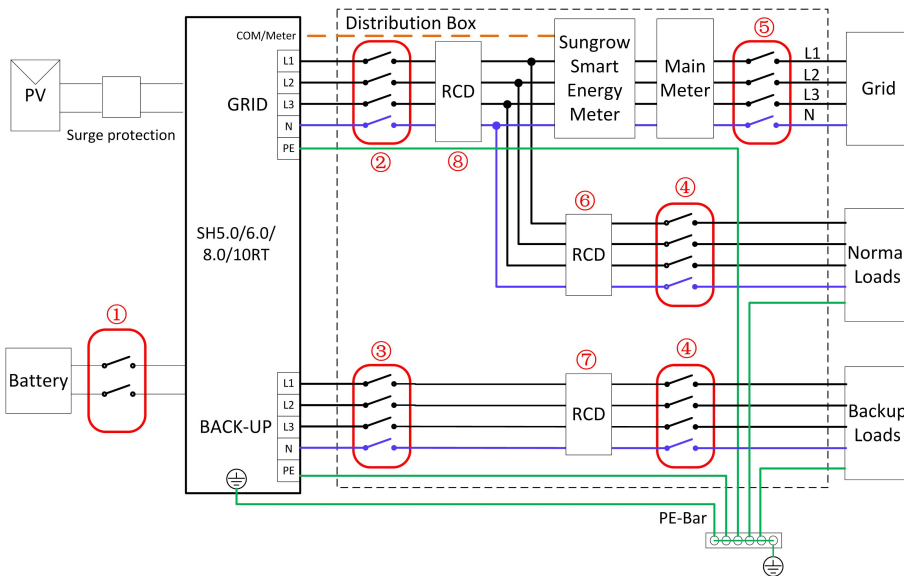 Distribution Box
COM/Meter
⑤
PV
Surge protection
L1
L2
L3
N
PE
GRID
②
RCD
⑧
Sungrow
Smart
Energy
Meter
Main
Meter
L1
L2
L3
N
Grid
SH5.0/6.0/
8.0/10RT
⑥
RCD
④
Normal
Loads
①
Battery
③
⑦
④
L1
L2
L3
N
PE
BACK-UP
RCD
Backup
Loads
PE-Bar